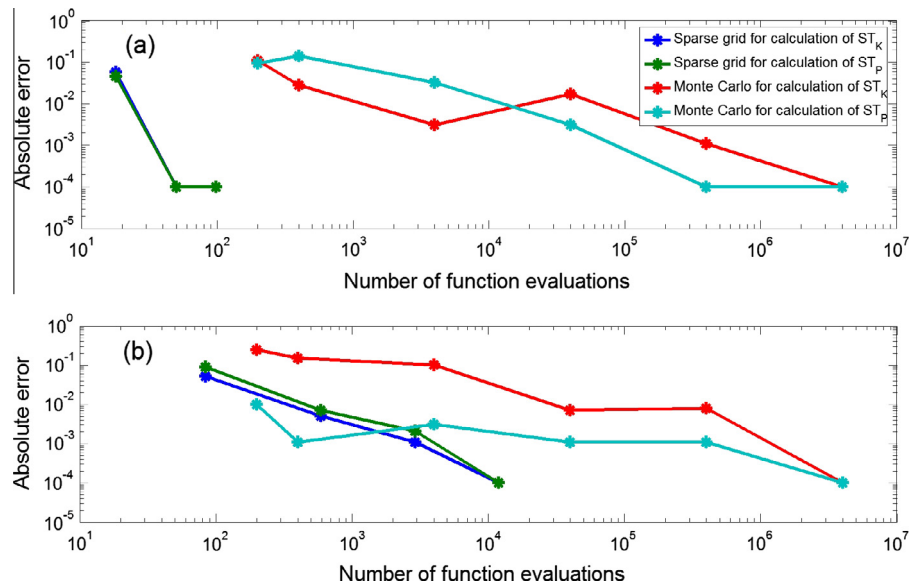 (a)
Absolute error
10^0
10^-1
10^-2
10^-3
10^-4
10^-5
10^1
10^2
10^3
10^4
10^5
10^6
10^7
Number of function evaluations
Sparse grid for calculation of ST_K
Sparse grid for calculation of ST_P
Monte Carlo for calculation of ST_K
Monte Carlo for calculation of ST_P
(b)
Absolute error
10^0
10^-1
10^-2
10^-3
10^-4
10^-5
10^1
10^2
10^3
10^4
10^5
10^6
10^7
Number of function evaluations